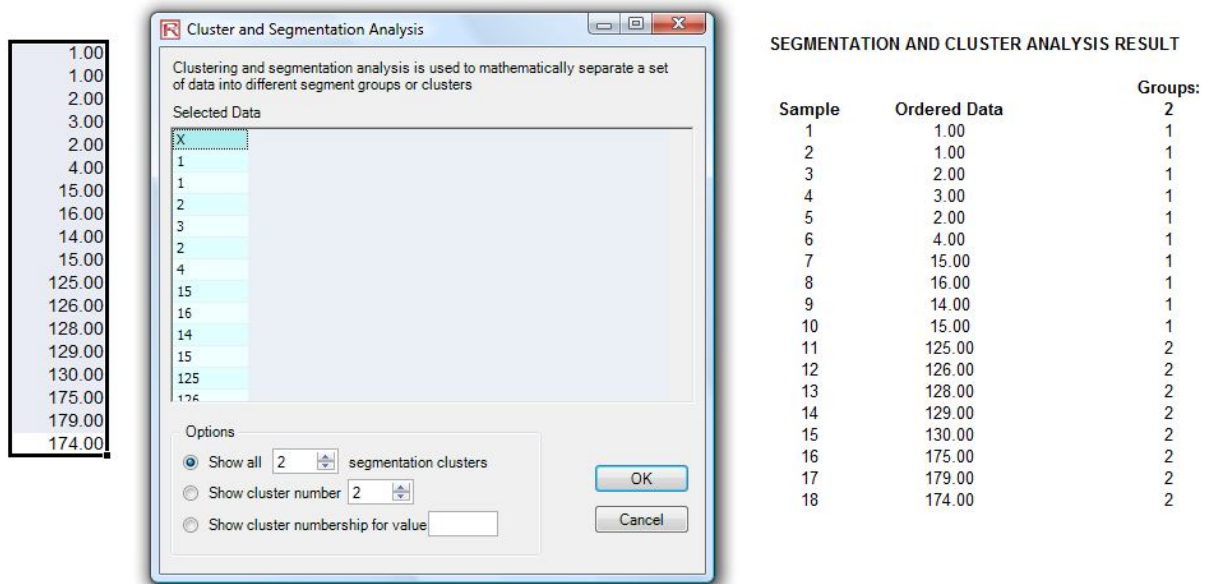 1.00
1.00
2.00
3.00
2.00
4.00
15.00
16.00
14.00
15.00
125.00
126.00
128.00
129.00
130.00
175.00
179.00
174.00
Cluster and Segmentation Analysis
Clustering and segmentation analysis is used to mathematically separate a set
of data into different segment groups or clusters
Selected Data
X
1
1
2
3
2
4
15
16
14
15
125
126
Options
Show all 2 segmentation clusters
Show cluster number 2
Show cluster numbership for value
OK
Cancel
SEGMENTATION AND CLUSTER ANALYSIS RESULT
Groups:
Sample Ordered Data 2
1 1.00 1
2 1.00 1
3 2.00 1
4 3.00 1
5 2.00 1
6 4.00 1
7 15.00 1
8 16.00 1
9 14.00 1
10 15.00 1
11 125.00 2
12 126.00 2
13 128.00 2
14 129.00 2
15 130.00 2
16 175.00 2
17 179.00 2
18 174.00 2